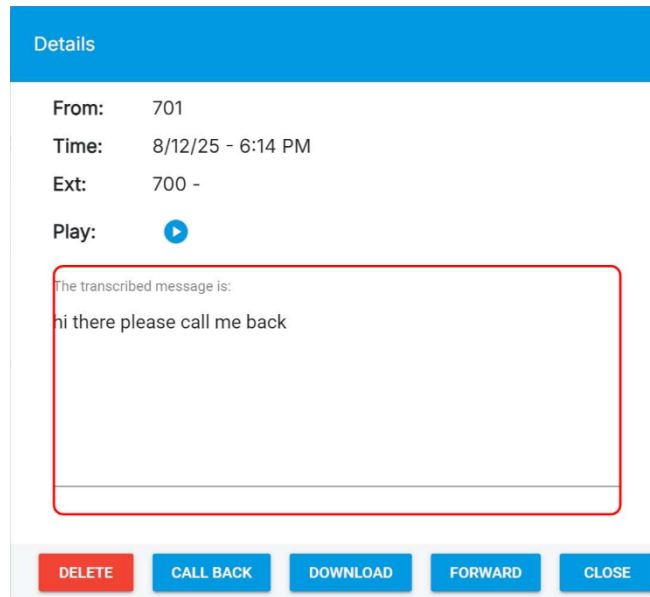 Details
From: 701
Time: 8/12/25 - 6:14 PM
Ext: 700 -
Play:
The transcribed message is:
hi there please call me back
DELETE CALL BACK DOWNLOAD FORWARD CLOSE